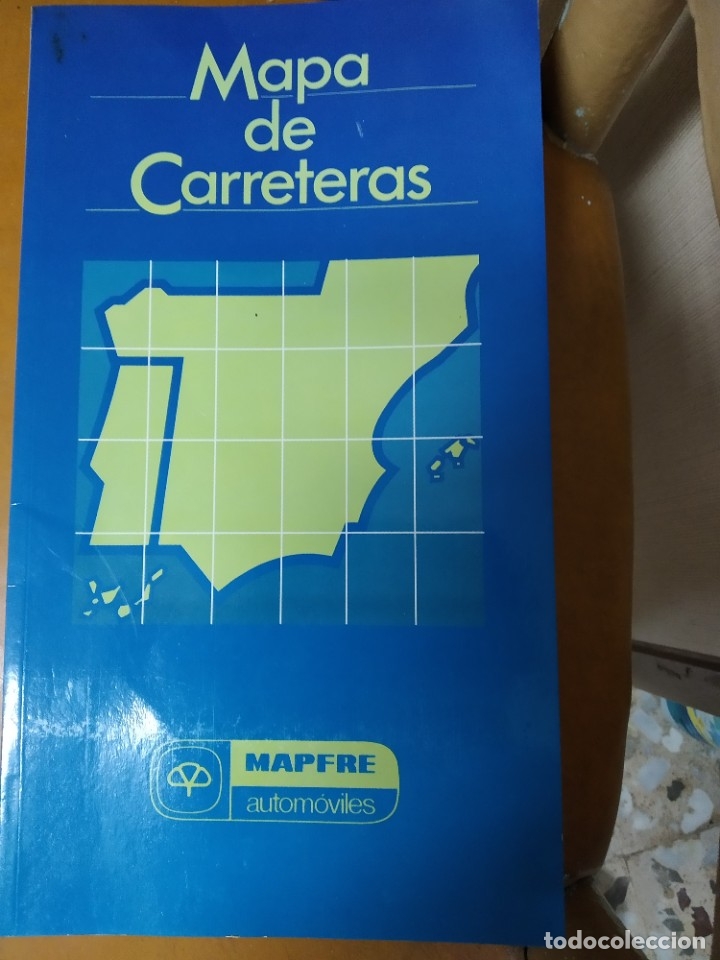 Mapa
de
Carreteras
MAPFRE
automóviles
todocoleccion